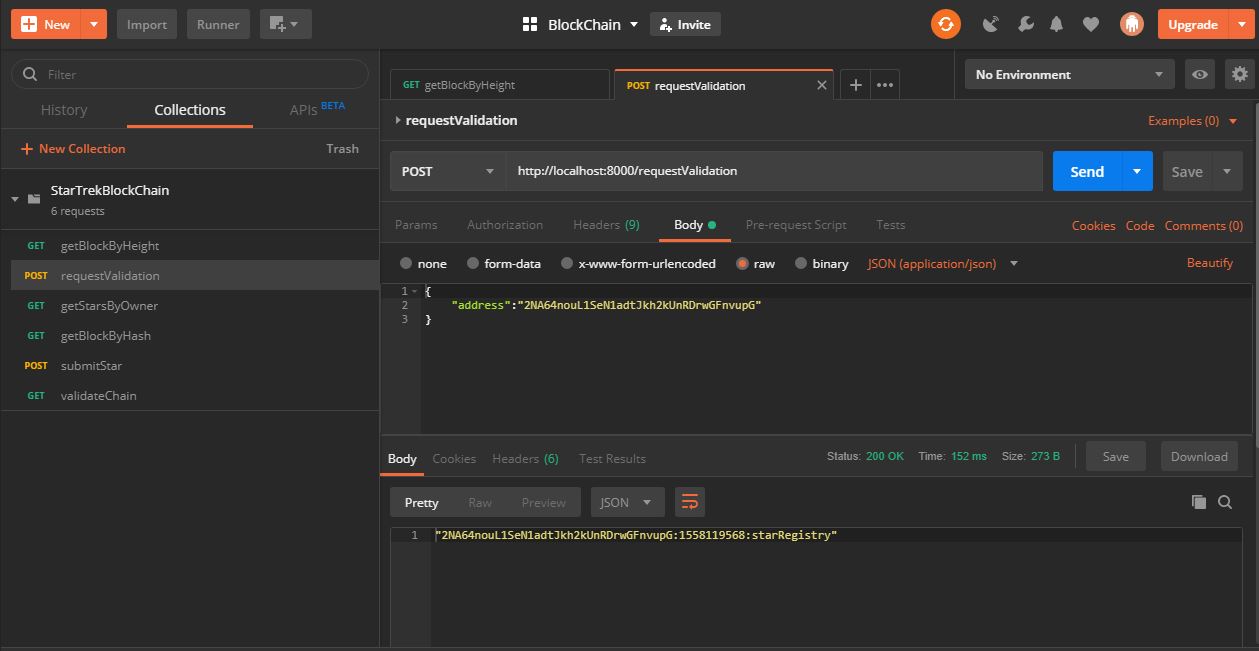 New Import Runner BlockChain Invite Upgrade
Filter
History Collections APIs BETA
+ New Collection Trash
StarTrekBlockChain
6 requests
GET getBlockByHeight
POST requestValidation
GET getStarsByOwner
GET getBlockByHash
POST submitStar
GET validateChain
GET getBlockByHeight POST requestValidation No Environment
requestValidation Examples (0)
POST http://localhost:8000/requestValidation Send Save
Params Authorization Headers (9) Body Pre-request Script Tests Cookies Code Comments (0)
none form-data x-www-form-urlencoded raw binary JSON (application/json) Beautify
1 {
2 "address":"2NA64nouL1SeN1adtJkh2kUnRDrwGFnvupG"
3 }
Body Cookies Headers (6) Test Results Status: 200 OK Time: 152 ms Size: 273 B Save Download
Pretty Raw Preview JSON
1 "2NA64nouL1SeN1adtJkh2kUnRDrwGFnvupG:1558119568:starRegistry"